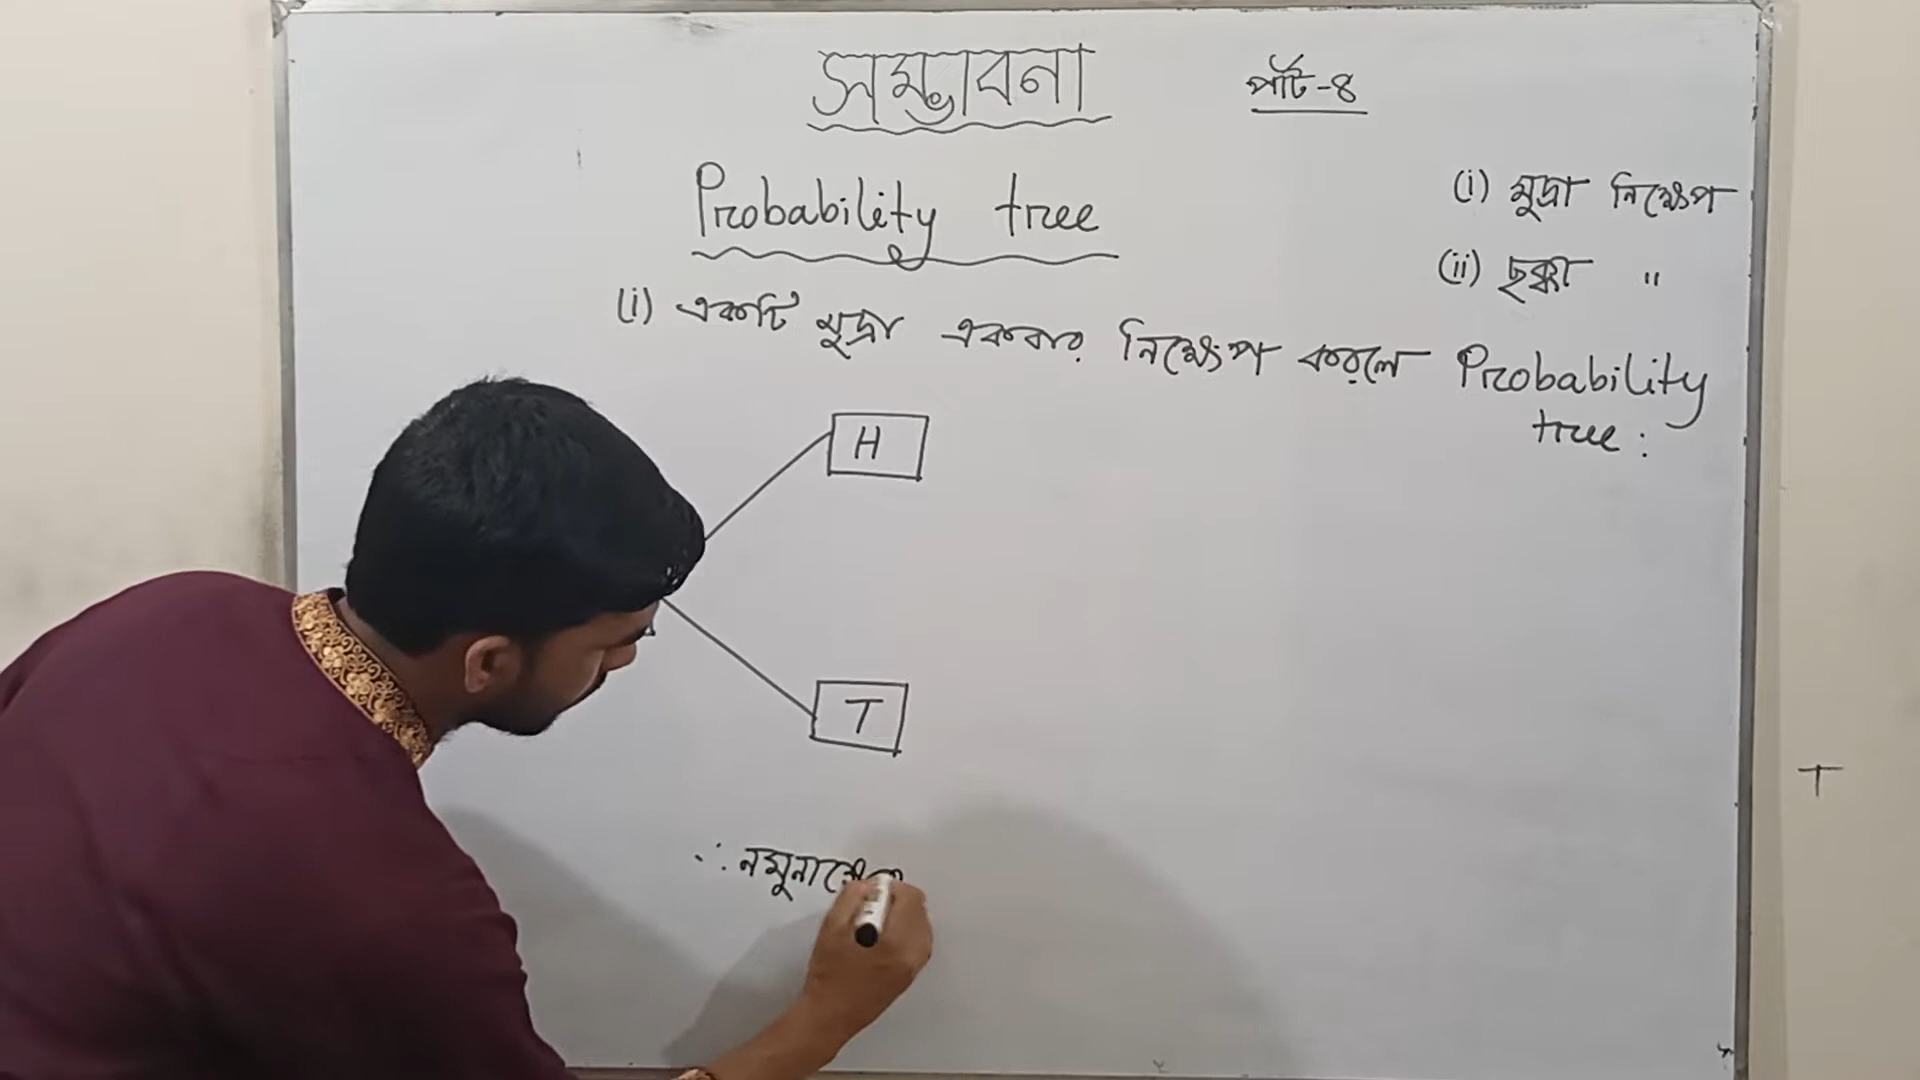 সম্ভাবনা
পার্ট-৪
Probability tree
(i) মুদ্রা নিক্ষেপ
(ii) ছক্কা "
(i) একটি মুদ্রা একবার নিক্ষেপ করলে Probability
tree :
H
T
T
∴ নমুনাক্ষে